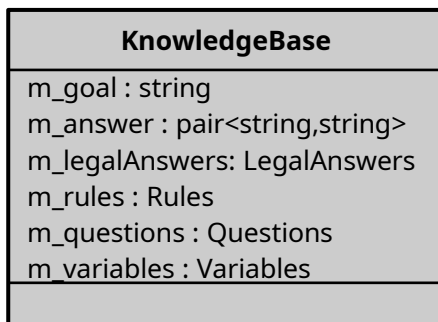 KnowledgeBase
m_goal : string
m_answer : pair<string,string>
m_legalAnswers: LegalAnswers
m_rules : Rules
m_questions : Questions
m_variables : Variables